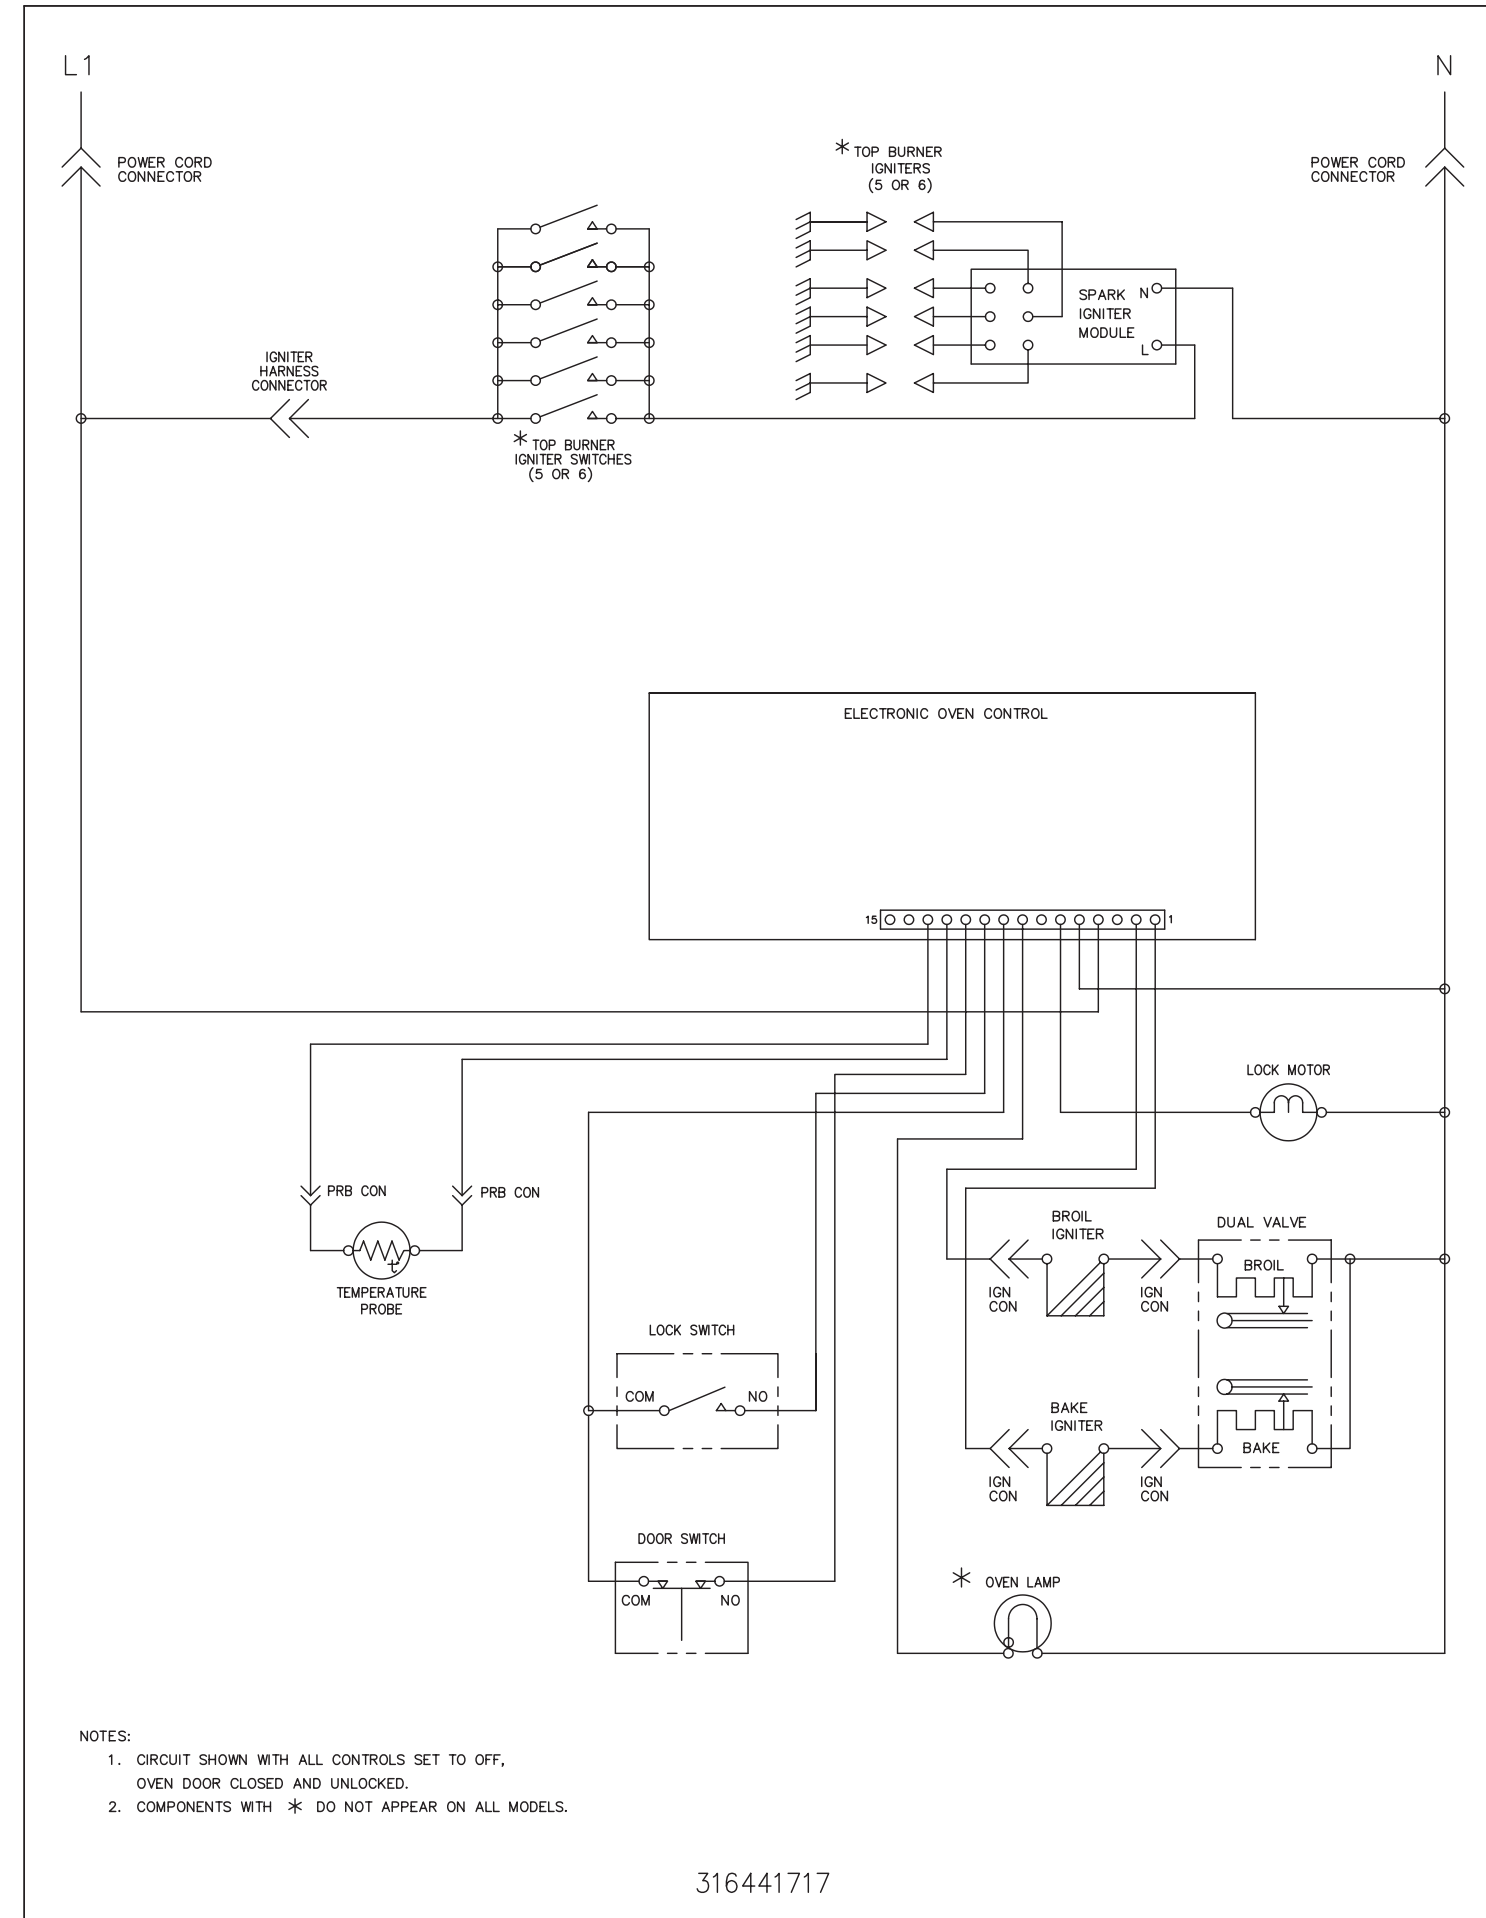 L1
N
POWER CORD
CONNECTOR
POWER CORD
CONNECTOR
* TOP BURNER
IGNITERS
(5 OR 6)
SPARK
IGNITER
MODULE
N
L
IGNITER
HARNESS
CONNECTOR
* TOP BURNER
IGNITER SWITCHES
(5 OR 6)
ELECTRONIC OVEN CONTROL
15
1
LOCK MOTOR
PRB CON
PRB CON
t
TEMPERATURE
PROBE
BROIL
IGNITER
DUAL VALVE
BROIL
IGN
CON
IGN
CON
LOCK SWITCH
COM
NO
BAKE
IGNITER
BAKE
IGN
CON
IGN
CON
DOOR SWITCH
COM
NO
* OVEN LAMP
NOTES:
1. CIRCUIT SHOWN WITH ALL CONTROLS SET TO OFF,
OVEN DOOR CLOSED AND UNLOCKED.
2. COMPONENTS WITH * DO NOT APPEAR ON ALL MODELS.
316441717